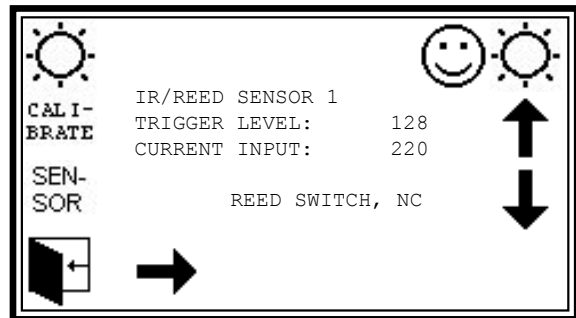 CALI-
BRATE
SEN-
SOR
IR/REED SENSOR 1
TRIGGER LEVEL: 128
CURRENT INPUT: 220
REED SWITCH, NC